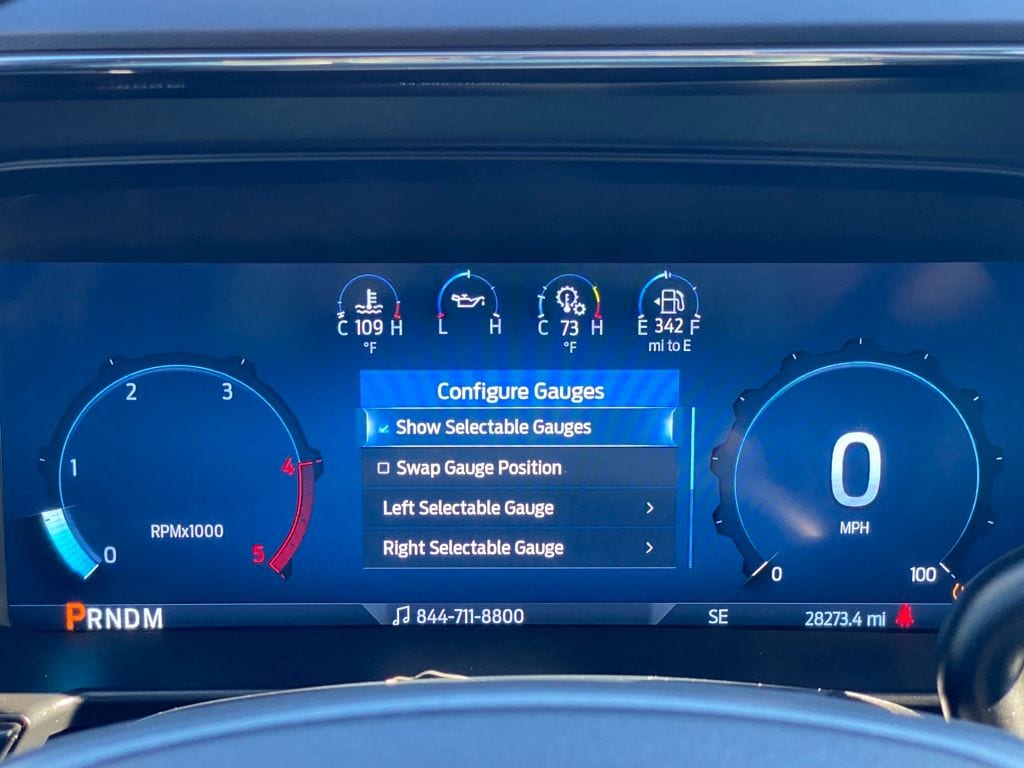 C 109 H
°F
L H
C 73 H
°F
E 342 F
mi to E
Configure Gauges
Show Selectable Gauges
Swap Gauge Position
Left Selectable Gauge
Right Selectable Gauge
0
1
2
3
4
5
RPMx1000
0
MPH
0
100
PRNDM
844-711-8800
SE
28273.4 mi